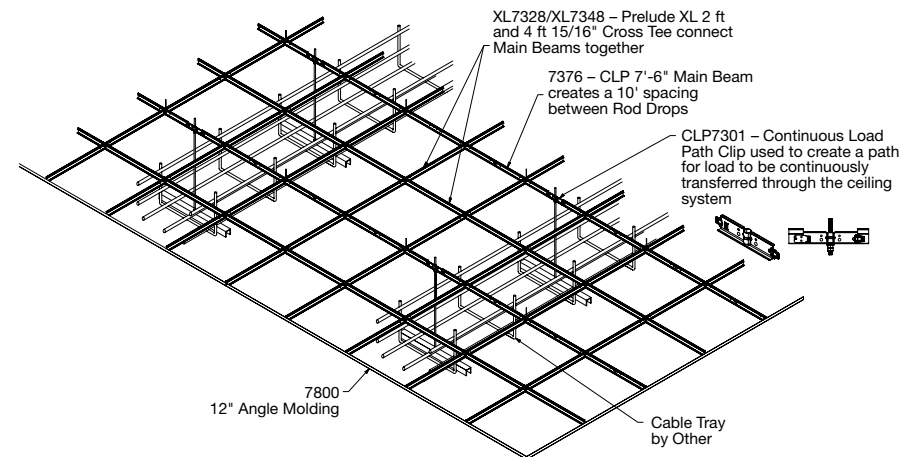 XL7328/XL7348 – Prelude XL 2 ft
and 4 ft 15/16" Cross Tee connect
Main Beams together
7376 – CLP 7'-6" Main Beam
creates a 10' spacing
between Rod Drops
CLP7301 – Continuous Load
Path Clip used to create a path
for load to be continuously
transferred through the ceiling
system
7800
12" Angle Molding
Cable Tray
by Other